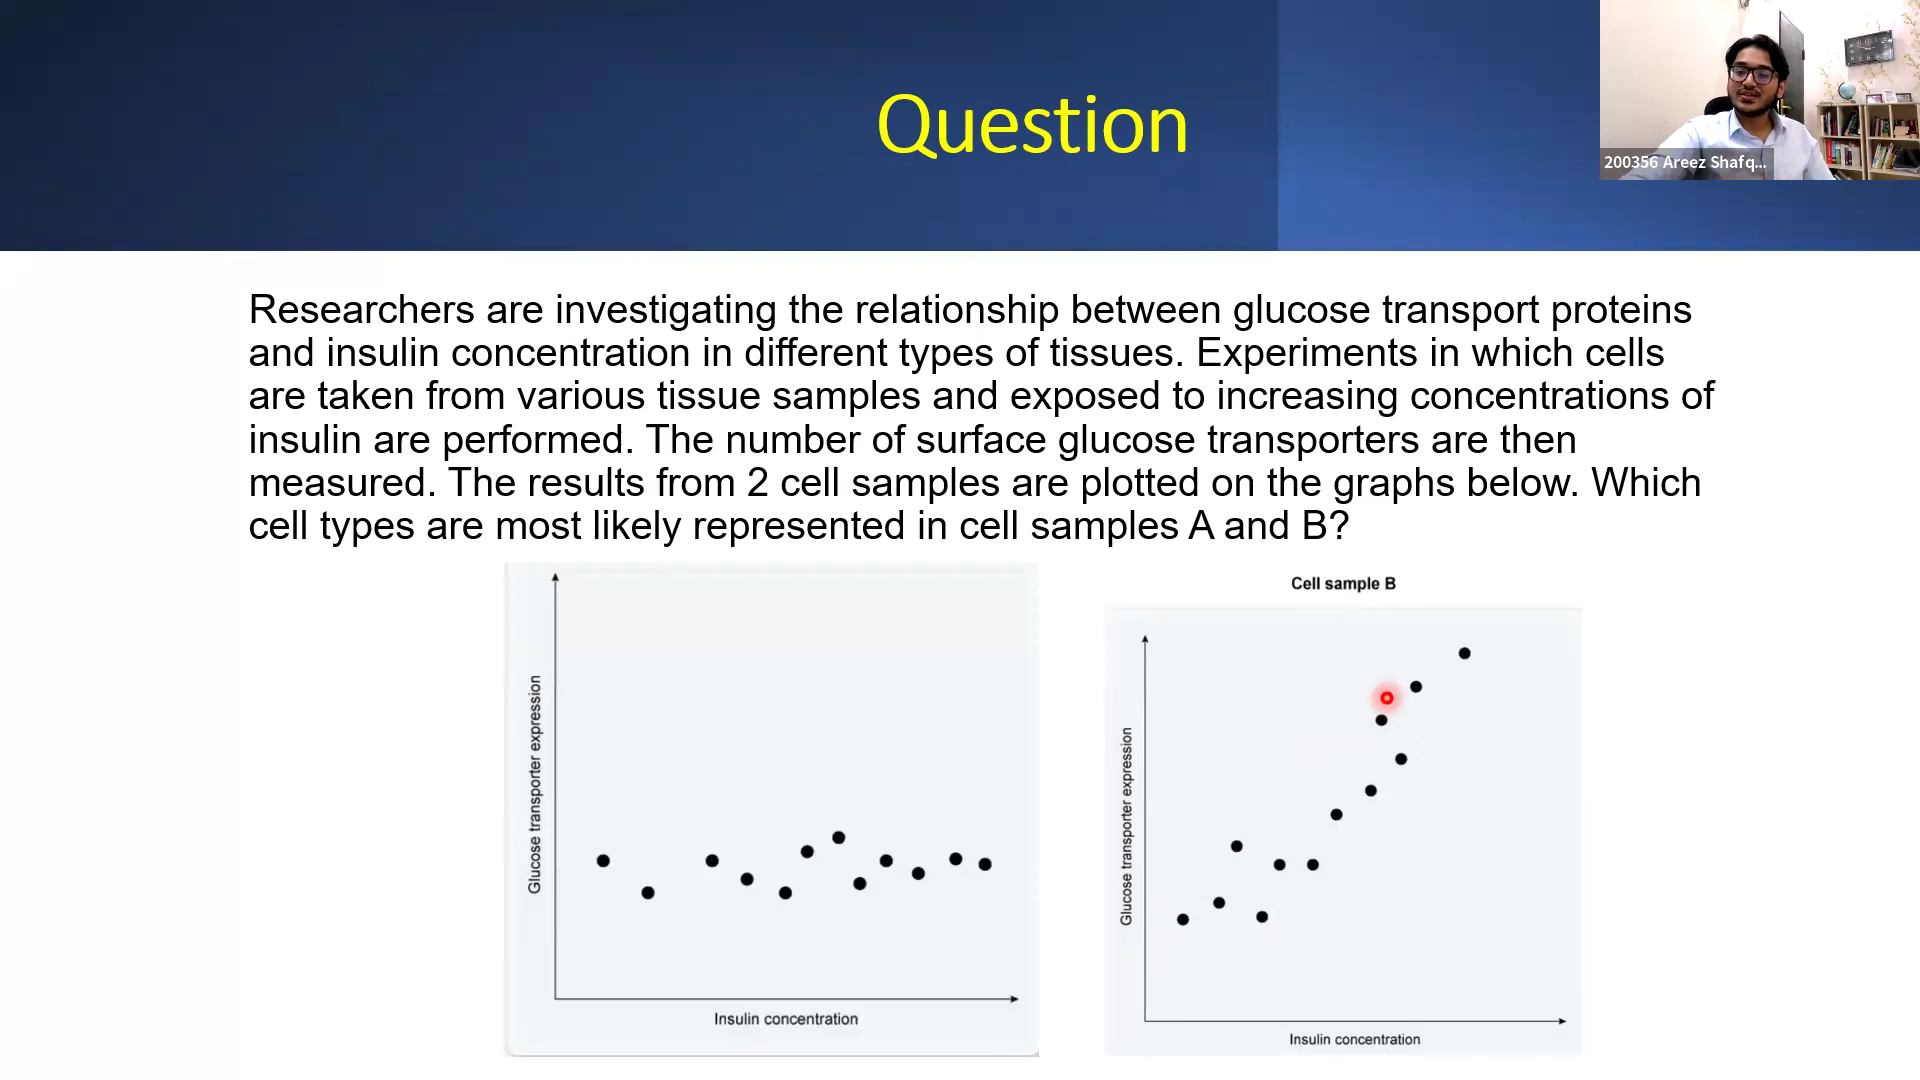 Question
200356 Areez Shafq...
Researchers are investigating the relationship between glucose transport proteins
and insulin concentration in different types of tissues. Experiments in which cells
are taken from various tissue samples and exposed to increasing concentrations of
insulin are performed. The number of surface glucose transporters are then
measured. The results from 2 cell samples are plotted on the graphs below. Which
cell types are most likely represented in cell samples A and B?
Glucose transporter expression
Insulin concentration
Cell sample B
Glucose transporter expression
Insulin concentration